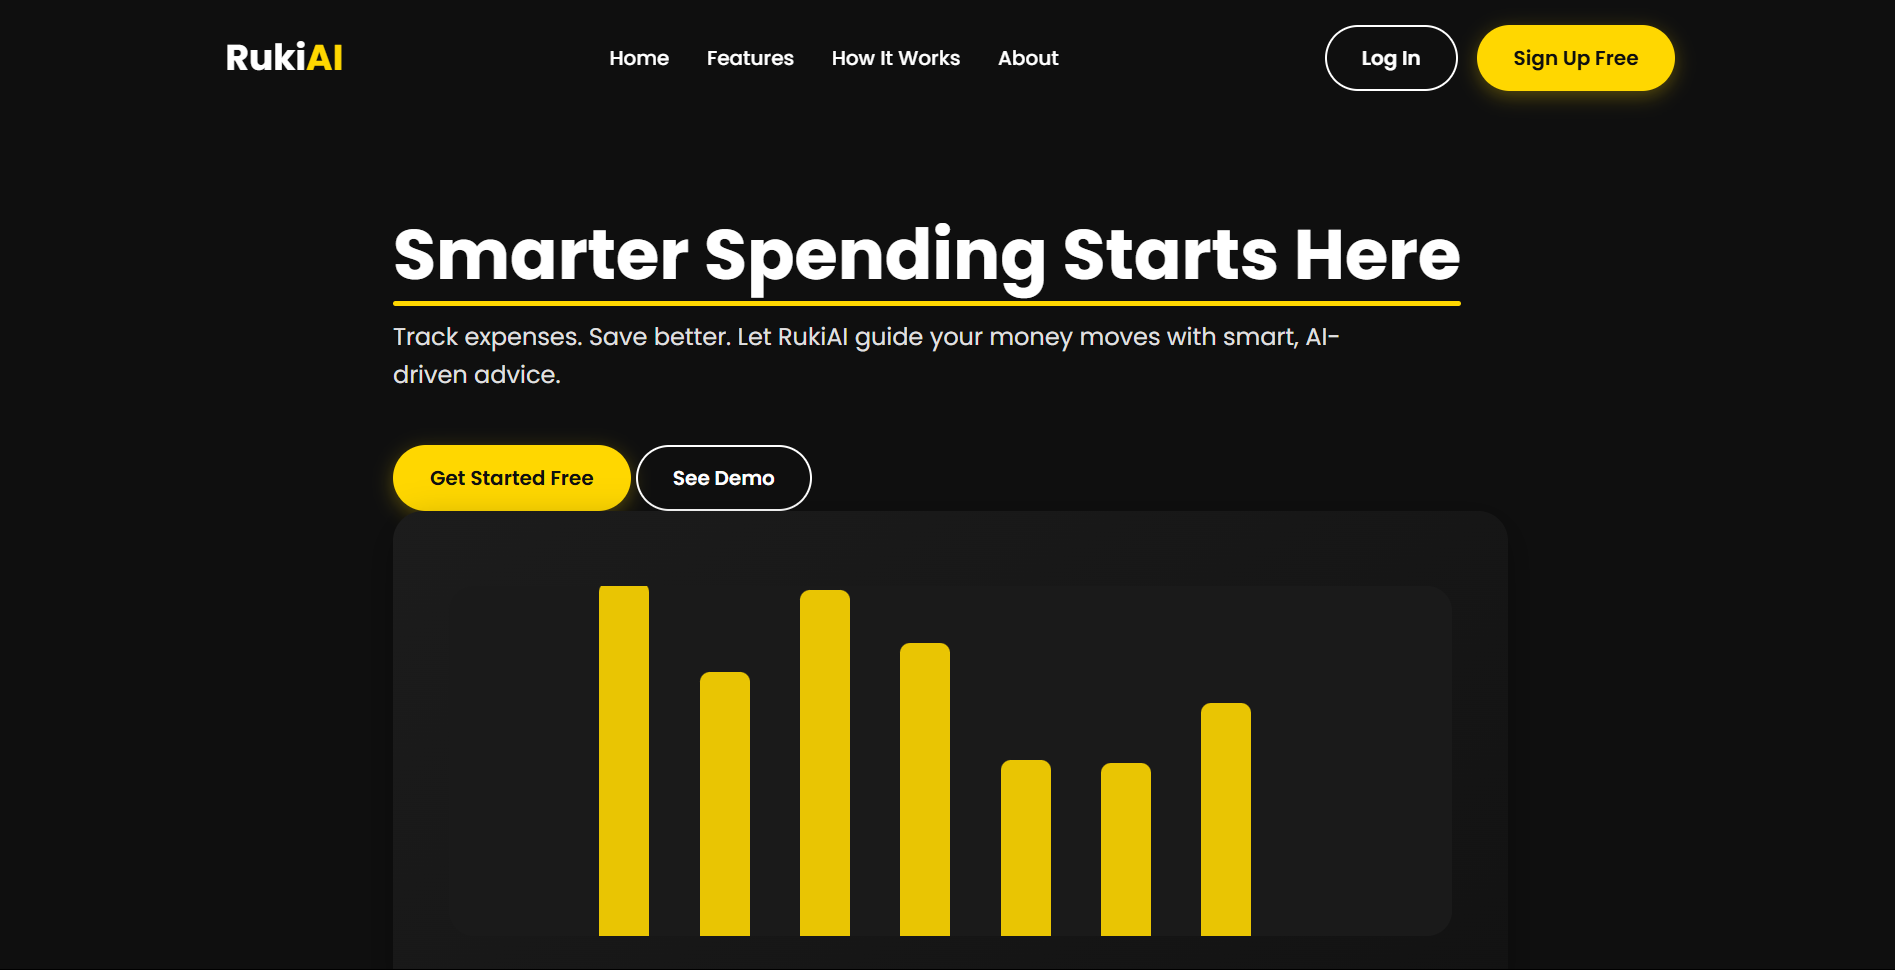 RukiAI
Home
Features
How It Works
About
Log In
Sign Up Free
Smarter Spending Starts Here
Track expenses. Save better. Let RukiAI guide your money moves with smart, AI-
driven advice.
Get Started Free
See Demo